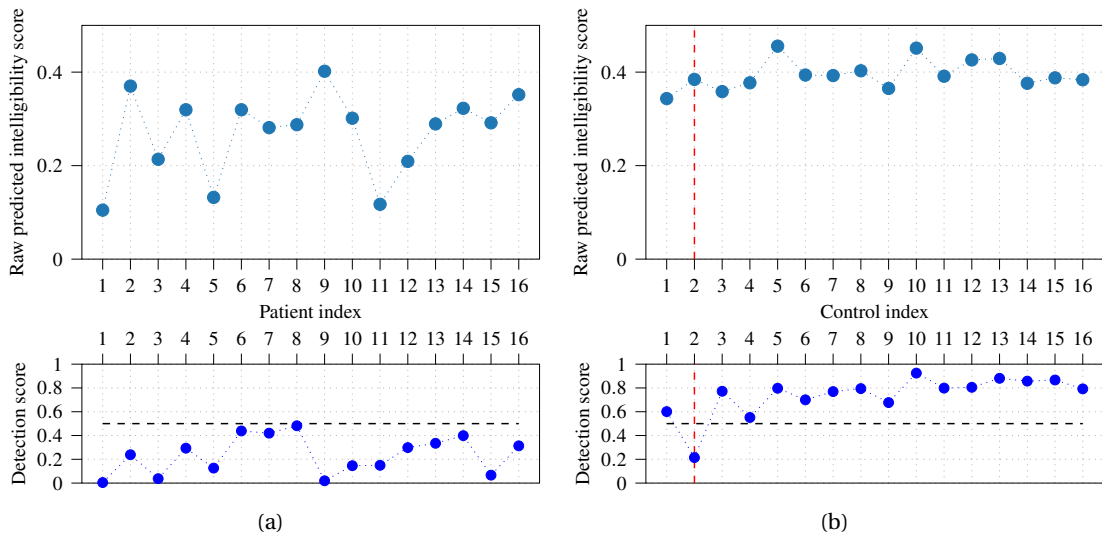 Raw predicted intelligibility score
0.4
0.2
0
1 2 3 4 5 6 7 8 9 10 11 12 13 14 15 16
Patient index
1 2 3 4 5 6 7 8 9 10 11 12 13 14 15 16
Detection score
1
0.8
0.6
0.4
0.2
0
(a)
Raw predicted intelligibility score
0.4
0.2
0
1 2 3 4 5 6 7 8 9 10 11 12 13 14 15 16
Control index
1 2 3 4 5 6 7 8 9 10 11 12 13 14 15 16
Detection score
1
0.8
0.6
0.4
0.2
0
(b)